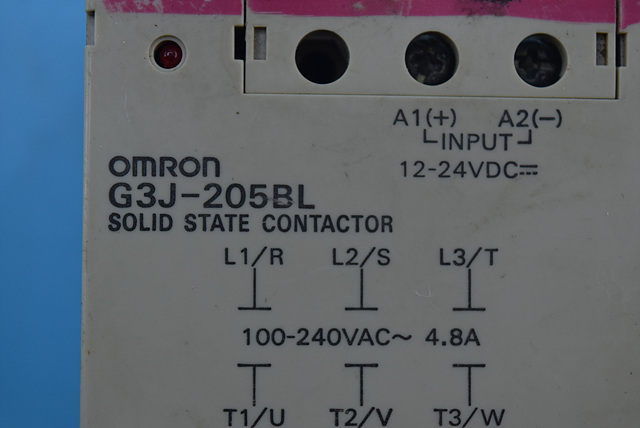 A1(+) A2(−)
INPUT
12-24VDC⎓
OMRON
G3J-205BL
SOLID STATE CONTACTOR
L1/R L2/S L3/T
100-240VAC~ 4.8A
T1/U T2/V T3/W